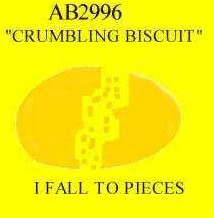 AB2996
"CRUMBLING BISCUIT"
I FALL TO PIECES